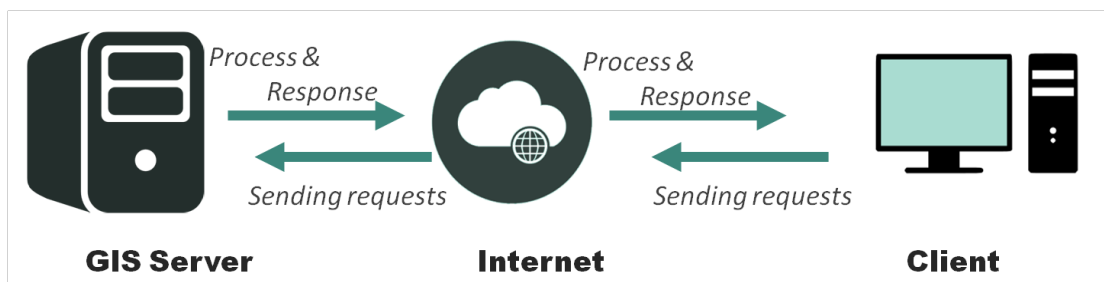 Process &
Response
Process &
Response
Sending requests
Sending requests
GIS Server
Internet
Client